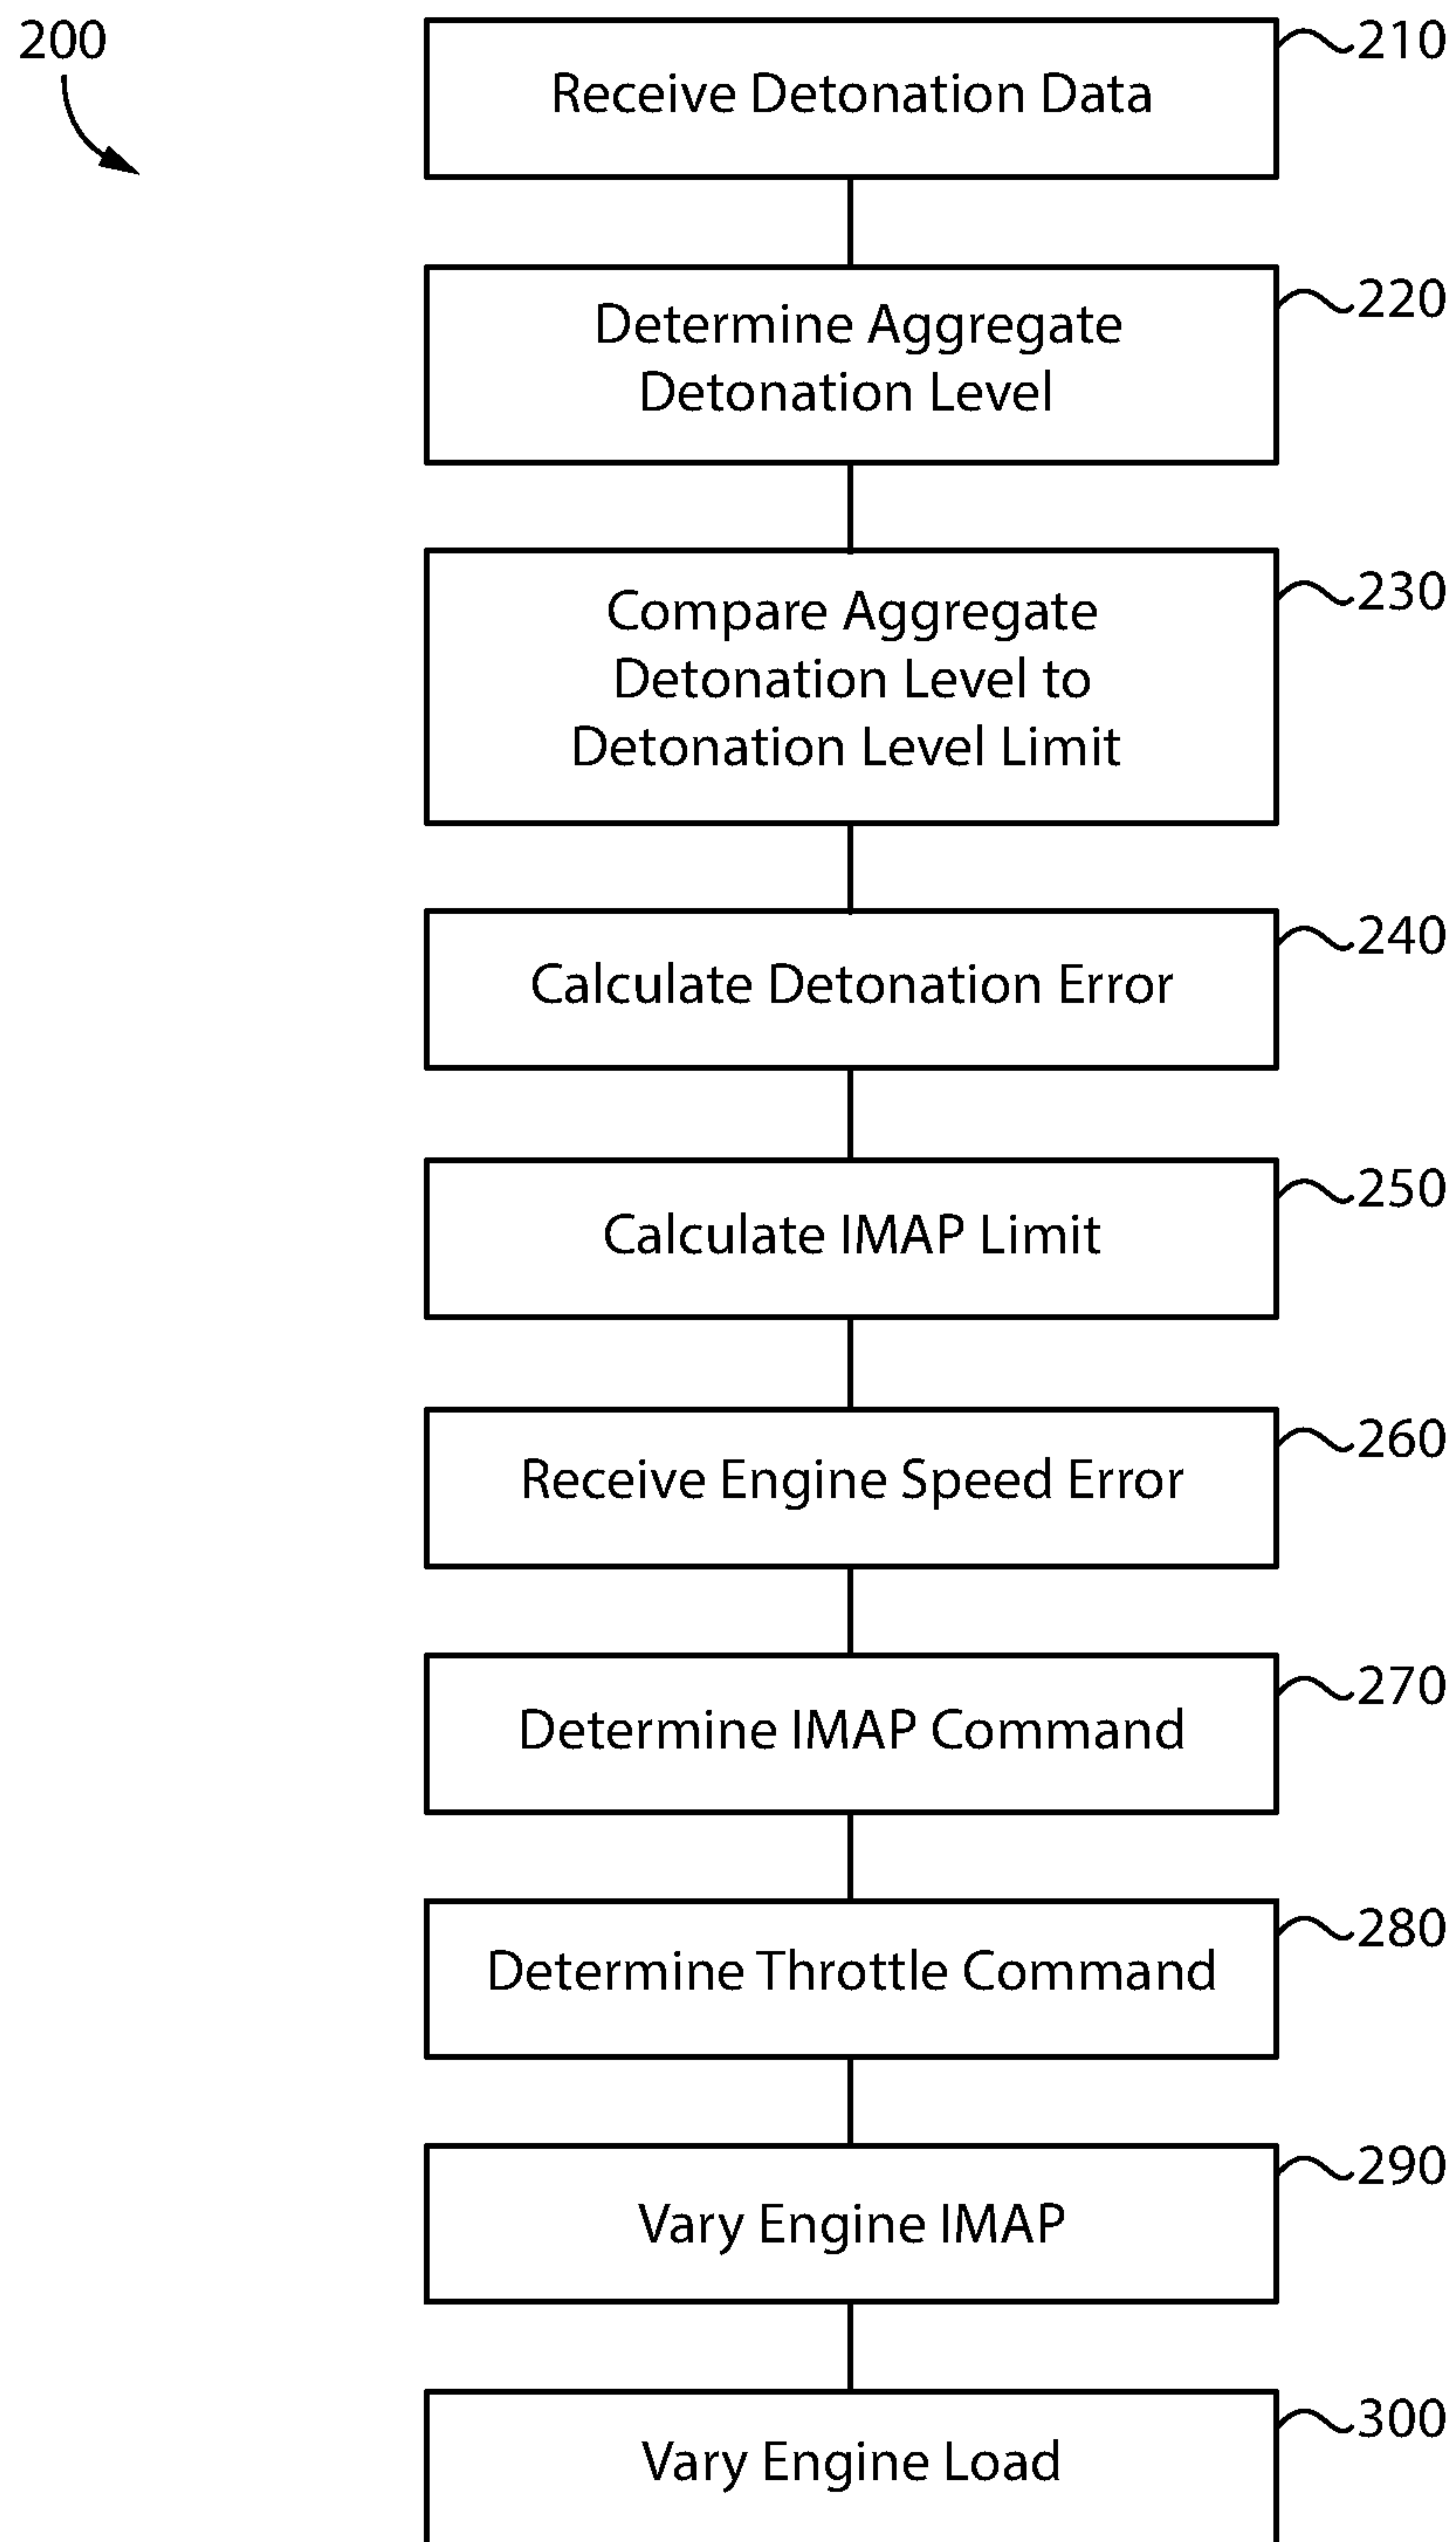 200
210
Receive Detonation Data
220
Determine Aggregate
Detonation Level
230
Compare Aggregate
Detonation Level to
Detonation Level Limit
240
Calculate Detonation Error
250
Calculate IMAP Limit
260
Receive Engine Speed Error
270
Determine IMAP Command
280
Determine Throttle Command
290
Vary Engine IMAP
300
Vary Engine Load